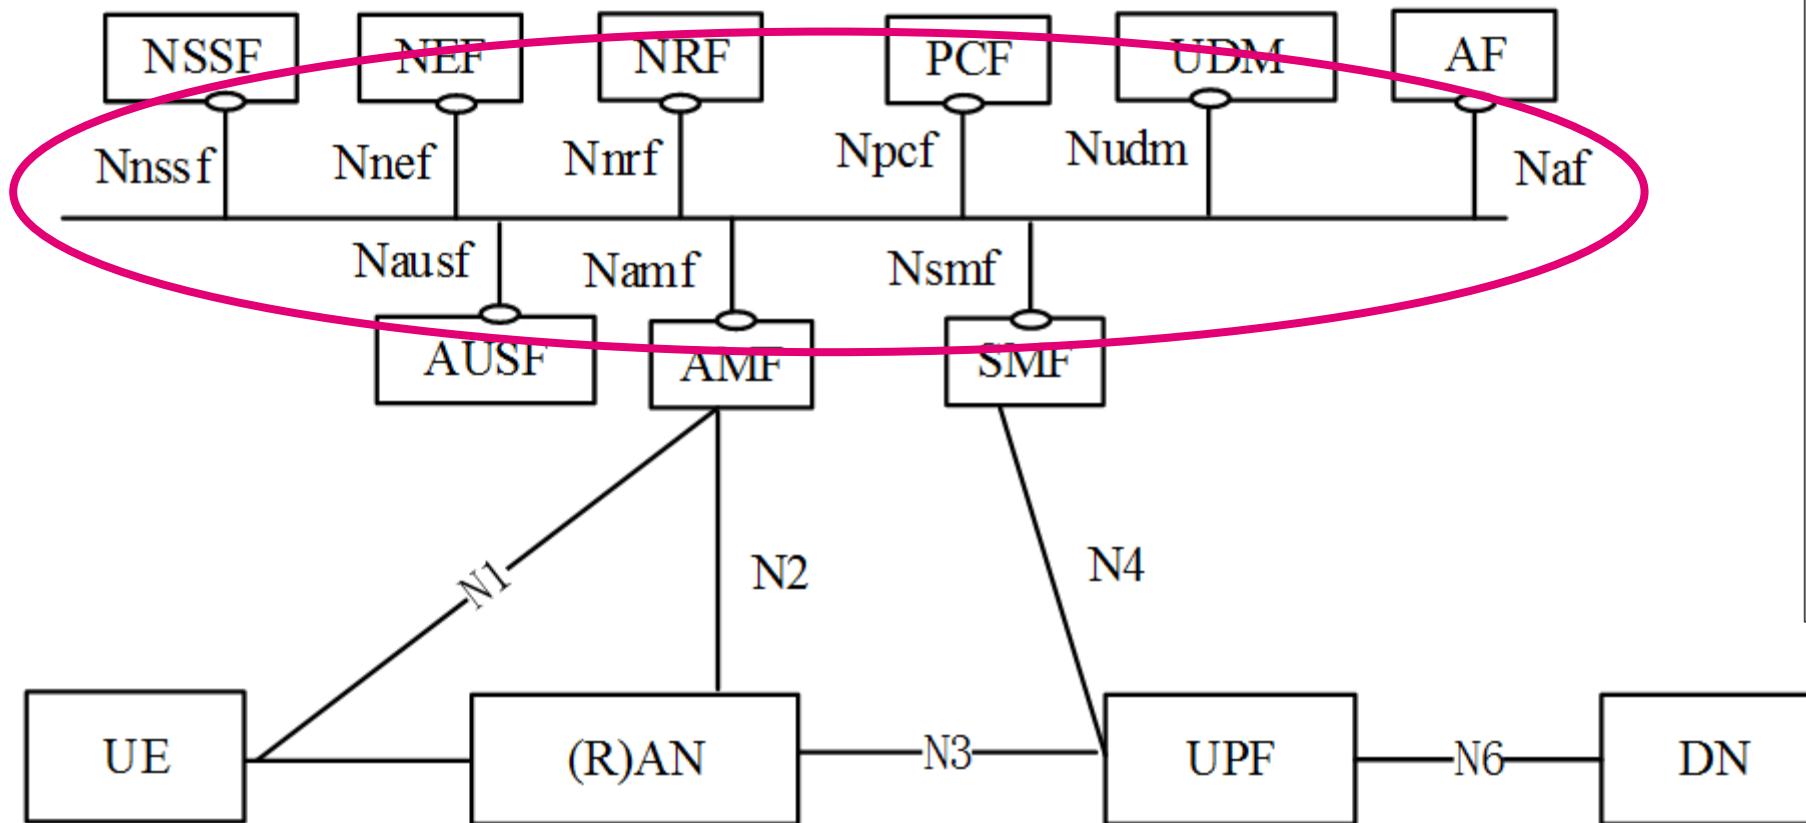 NSSF NEF NRF PCF UDM AF
Nnssf Nnef Nnrf Npcf Nudm Naf
Nausf Namf Nsmf
AUSF AMF SMF
N1 N2 N4
UE (R)AN N3 UPF N6 DN